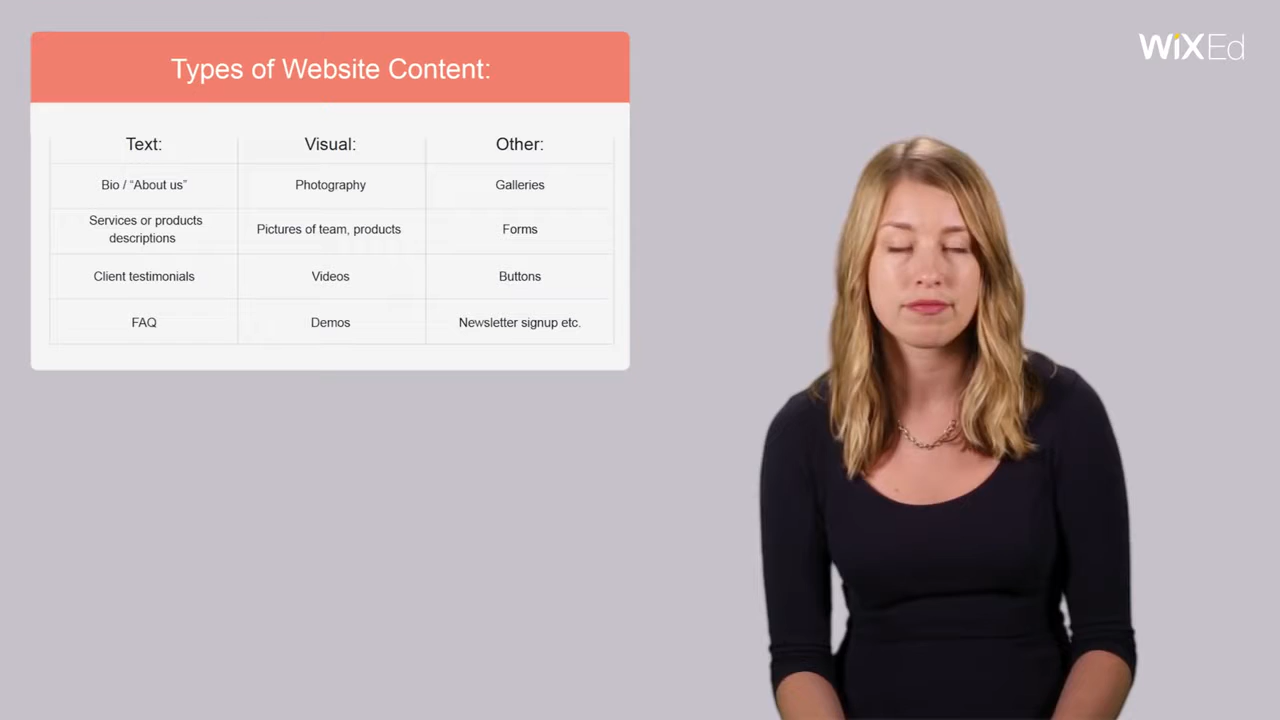 WiXEd
Types of Website Content:
Text: Visual: Other:
Bio / “About us” Photography Galleries
Services or products
descriptions Pictures of team, products Forms
Client testimonials Videos Buttons
FAQ Demos Newsletter signup etc.